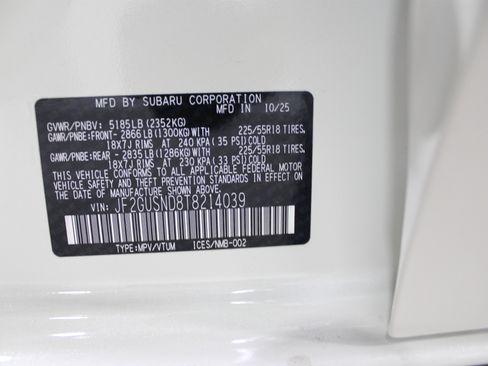 MFD BY SUBARU CORPORATION
MADE IN 10/25
GVWR/PNBV: 5185LB(2352KG)
GAWR/PNBE:FRONT- 2866LB(1300KG)WITH 225/55R18 TIRES.
18X7J RIMS AT 240 KPA( 35 PSI)COLD
GAWR/PNBE:REAR - 2835LB(1286KG)WITH 225/55R18 TIRES.
18X7J RIMS AT 230 KPA( 33 PSI)COLD
THIS VEHICLE CONFORMS TO ALL APPLICABLE FEDERAL MOTOR
VEHICLE SAFETY AND THEFT PREVENTION STANDARDS IN EFFECT
ON THE DATE OF MANUFACTURE SHOWN ABOVE.
VIN: JF2GUSND8T8214039
TYPE:MPV/VTUM ICES/NMB-002